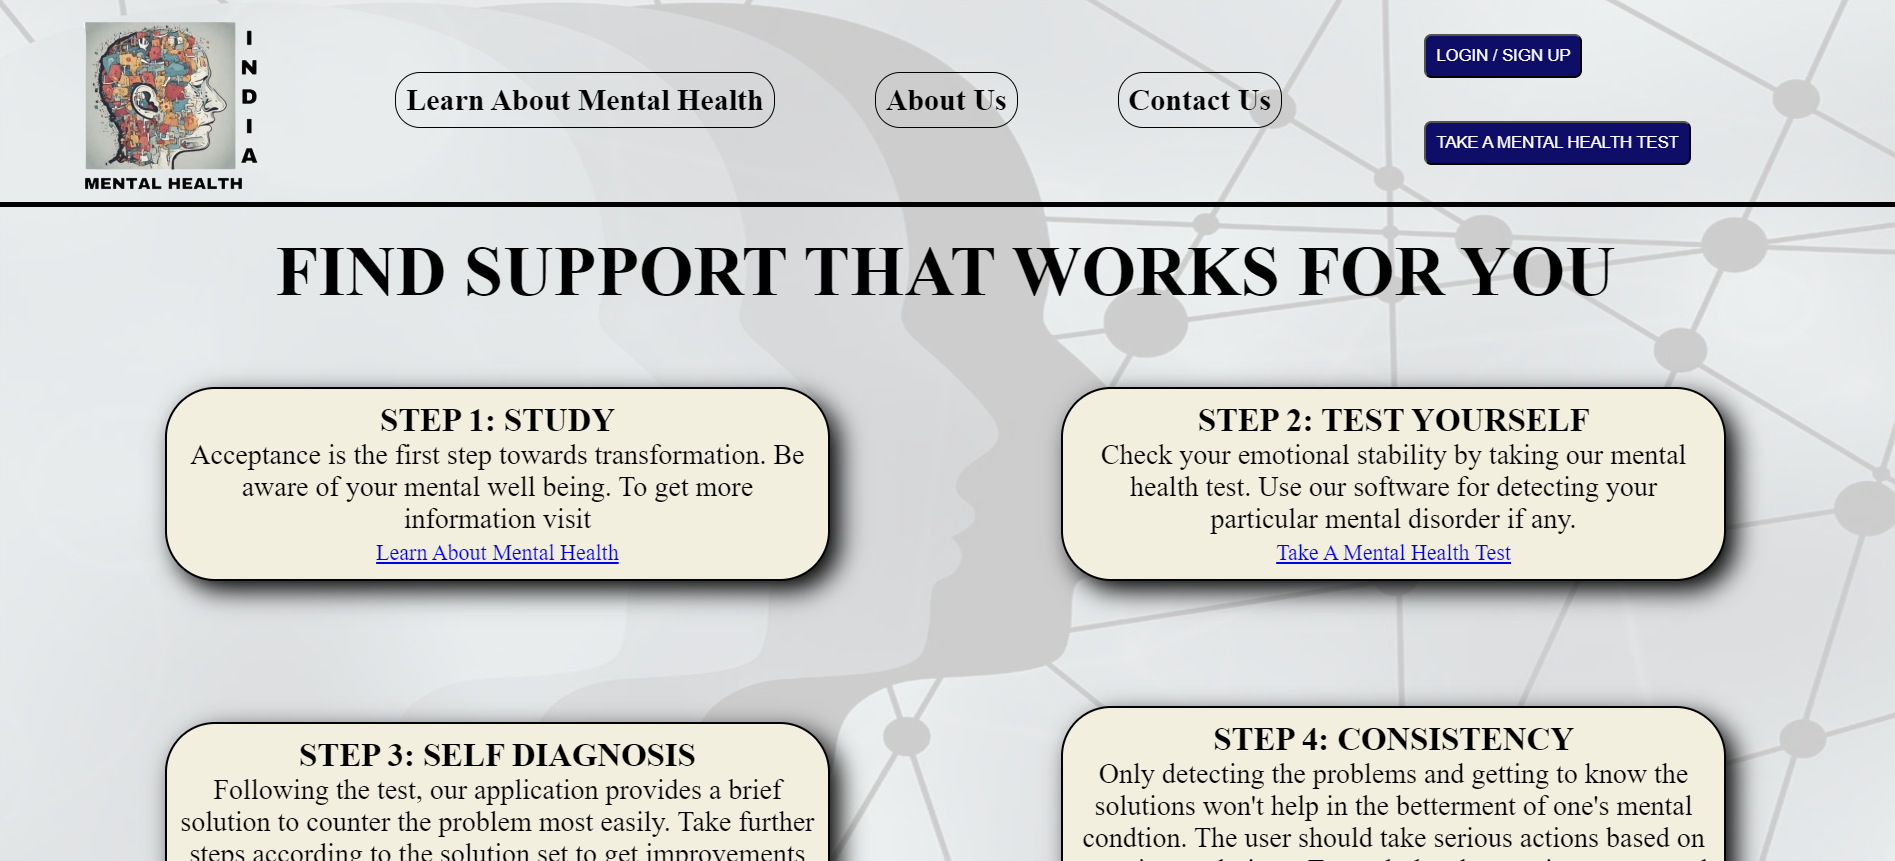 INDIA
MENTAL HEALTH
Learn About Mental Health
About Us
Contact Us
LOGIN / SIGN UP
TAKE A MENTAL HEALTH TEST
FIND SUPPORT THAT WORKS FOR YOU
STEP 1: STUDY
Acceptance is the first step towards transformation. Be
aware of your mental well being. To get more
information visit
Learn About Mental Health
STEP 2: TEST YOURSELF
Check your emotional stability by taking our mental
health test. Use our software for detecting your
particular mental disorder if any.
Take A Mental Health Test
STEP 3: SELF DIAGNOSIS
Following the test, our application provides a brief
solution to counter the problem most easily. Take further
steps according to the solution set to get improvements
STEP 4: CONSISTENCY
Only detecting the problems and getting to know the
solutions won't help in the betterment of one's mental
condtion. The user should take serious actions based on